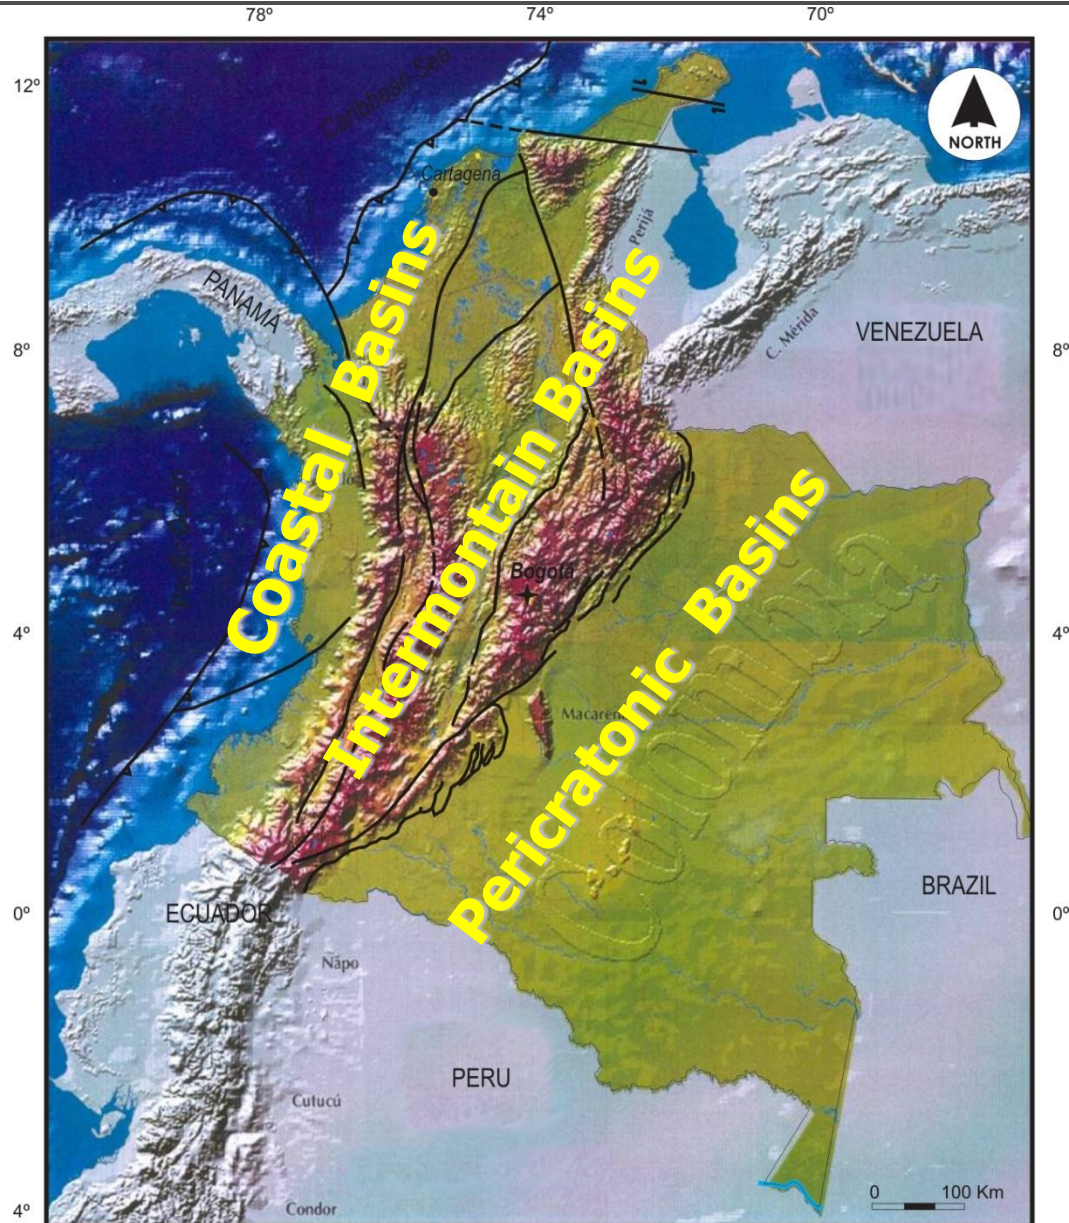 78º 74º 70º
12º
Caribbean Sea
NORTH
Cartagena
Perijá
PANAMA
C. Mérida
VENEZUELA
8º 8º
Coastal Basins
Intermontain Basins
Pericratonic Basins
Bogotá
4º 4º
Colombia
BRAZIL
ECUADOR
0º 0º
Napo
PERU
Cutucú
0 100 Km
4º
Condor